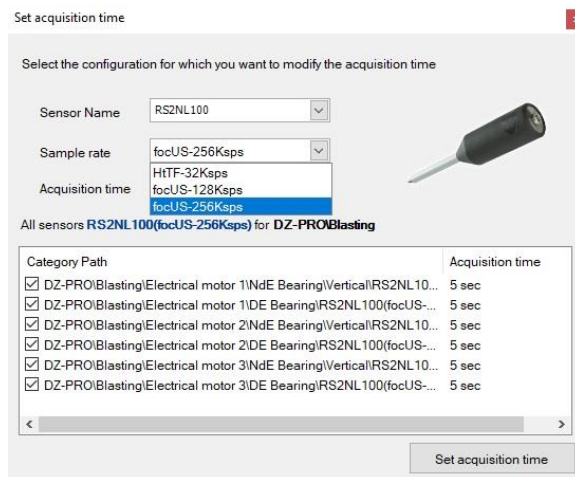 Set acquisition time
Select the configuration for which you want to modify the acquisition time
Sensor Name RS2NL100
Sample rate focUS-256Ksps
HtTF-32Ksps
Acquisition time focUS-128Ksps
focUS-256Ksps
All sensors RS2NL100(focUS-256Ksps) for DZ-PRO\Blasting
Category Path Acquisition time
DZ-PRO\Blasting\Electrical motor 1\NdE Bearing\Vertical\RS2NL10... 5 sec
DZ-PRO\Blasting\Electrical motor 1\DE Bearing\RS2NL100(focUS-... 5 sec
DZ-PRO\Blasting\Electrical motor 2\NdE Bearing\Vertical\RS2NL10... 5 sec
DZ-PRO\Blasting\Electrical motor 2\DE Bearing\RS2NL100(focUS-... 5 sec
DZ-PRO\Blasting\Electrical motor 3\NdE Bearing\Vertical\RS2NL10... 5 sec
DZ-PRO\Blasting\Electrical motor 3\DE Bearing\RS2NL100(focUS-... 5 sec
Set acquisition time